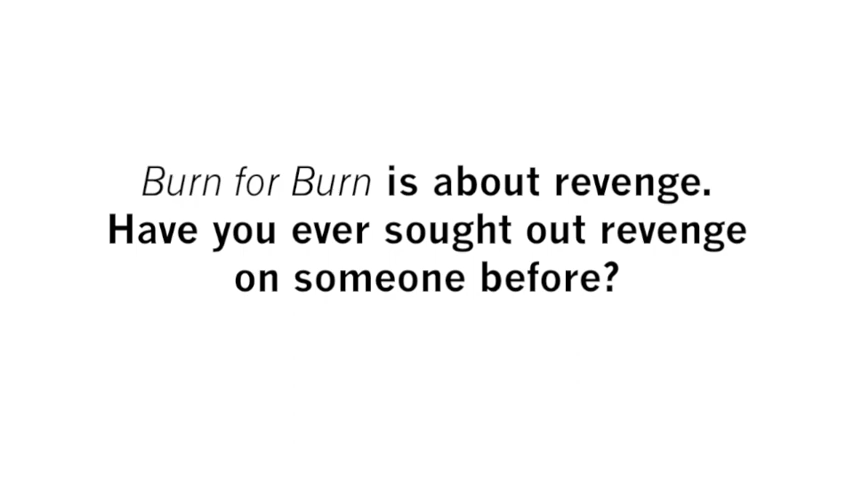 Burn for Burn is about revenge.
Have you ever sought out revenge
on someone before?